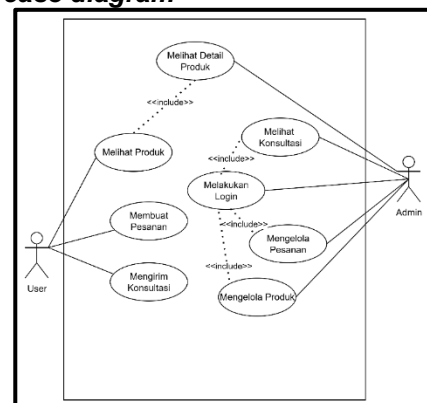 case diagram
Melihat Detail
Produk
<<include>>
Melihat
Konsultasi
Melihat Produk
<<include>>
Melakukan
Login
Admin
Membuat
Pesanan
<<include>>
Mengelola
Pesanan
<<include>>
User
Mengirim
Konsultasi
Mengelola Produk